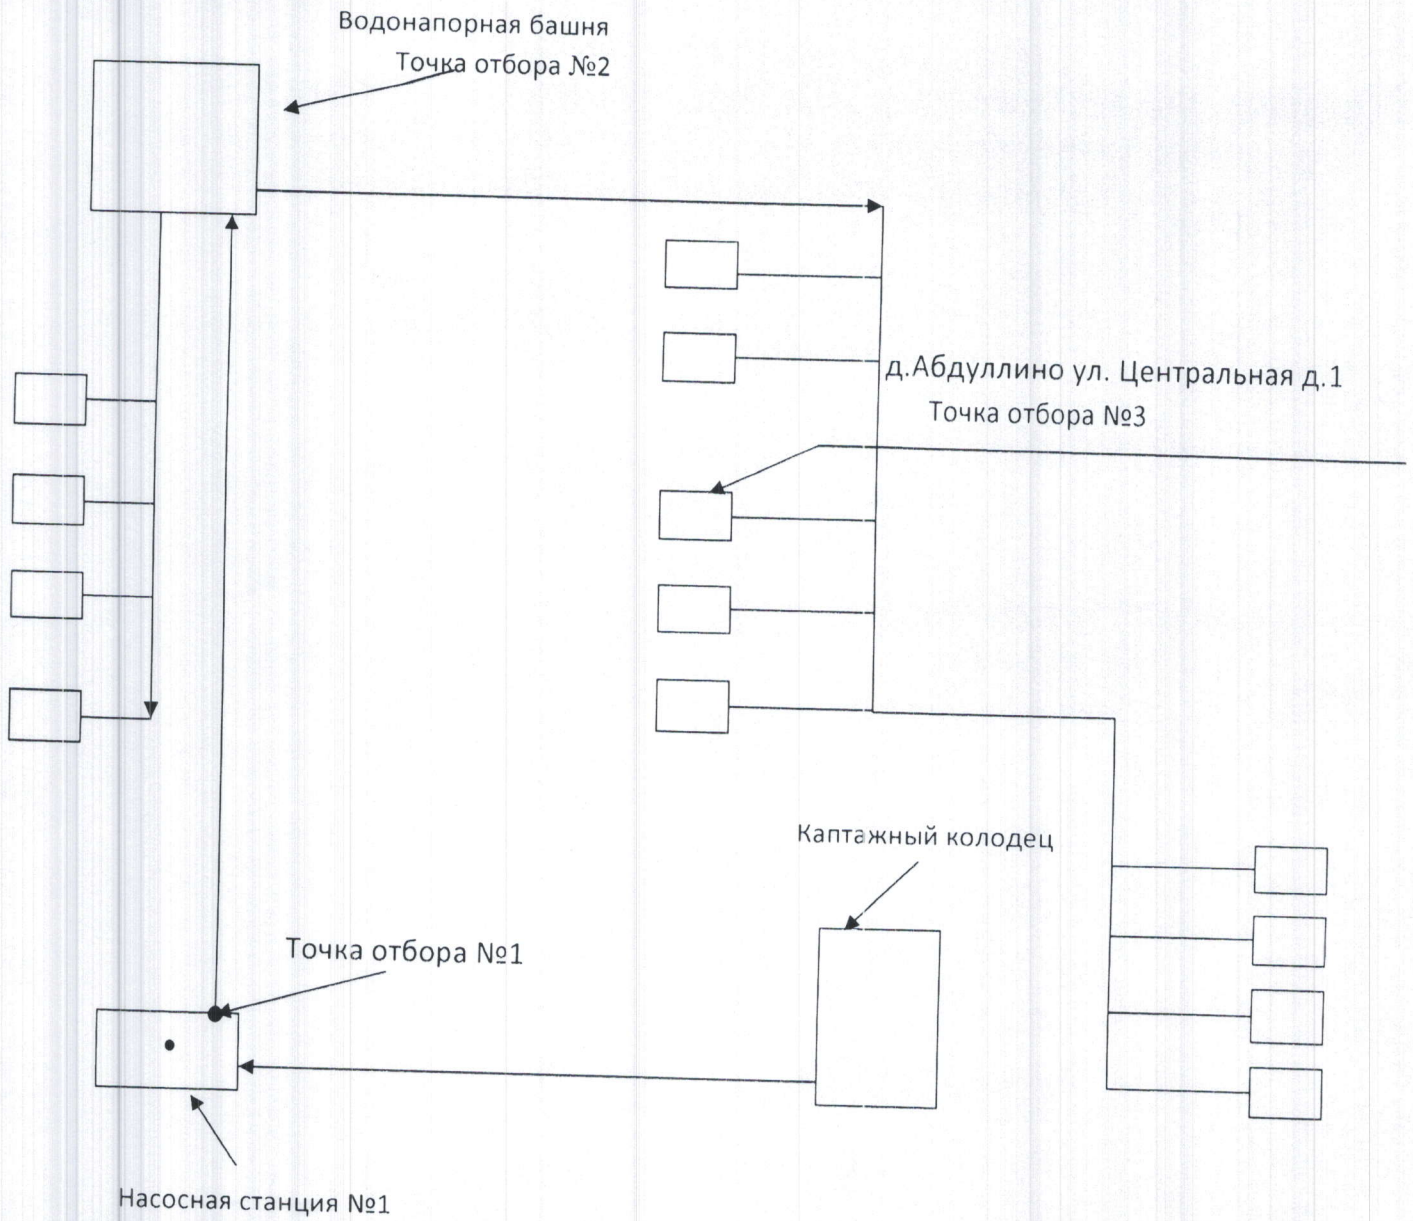 Водонапорная башня
Точка отбора №2
д.Абдуллино ул. Центральная д.1
Точка отбора №3
Каптажный колодец
Точка отбора №1
Насосная станция №1